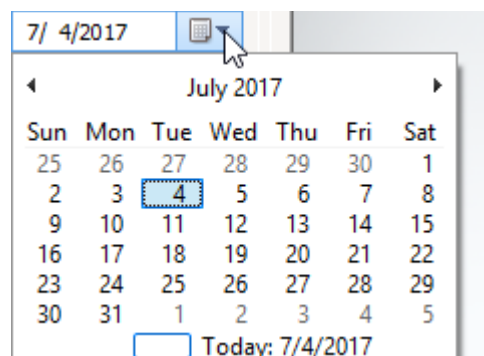 7/ 4/2017
July 2017
Sun Mon Tue Wed Thu Fri Sat
25 26 27 28 29 30 1
2 3 4 5 6 7 8
9 10 11 12 13 14 15
16 17 18 19 20 21 22
23 24 25 26 27 28 29
30 31 1 2 3 4 5
Today: 7/4/2017